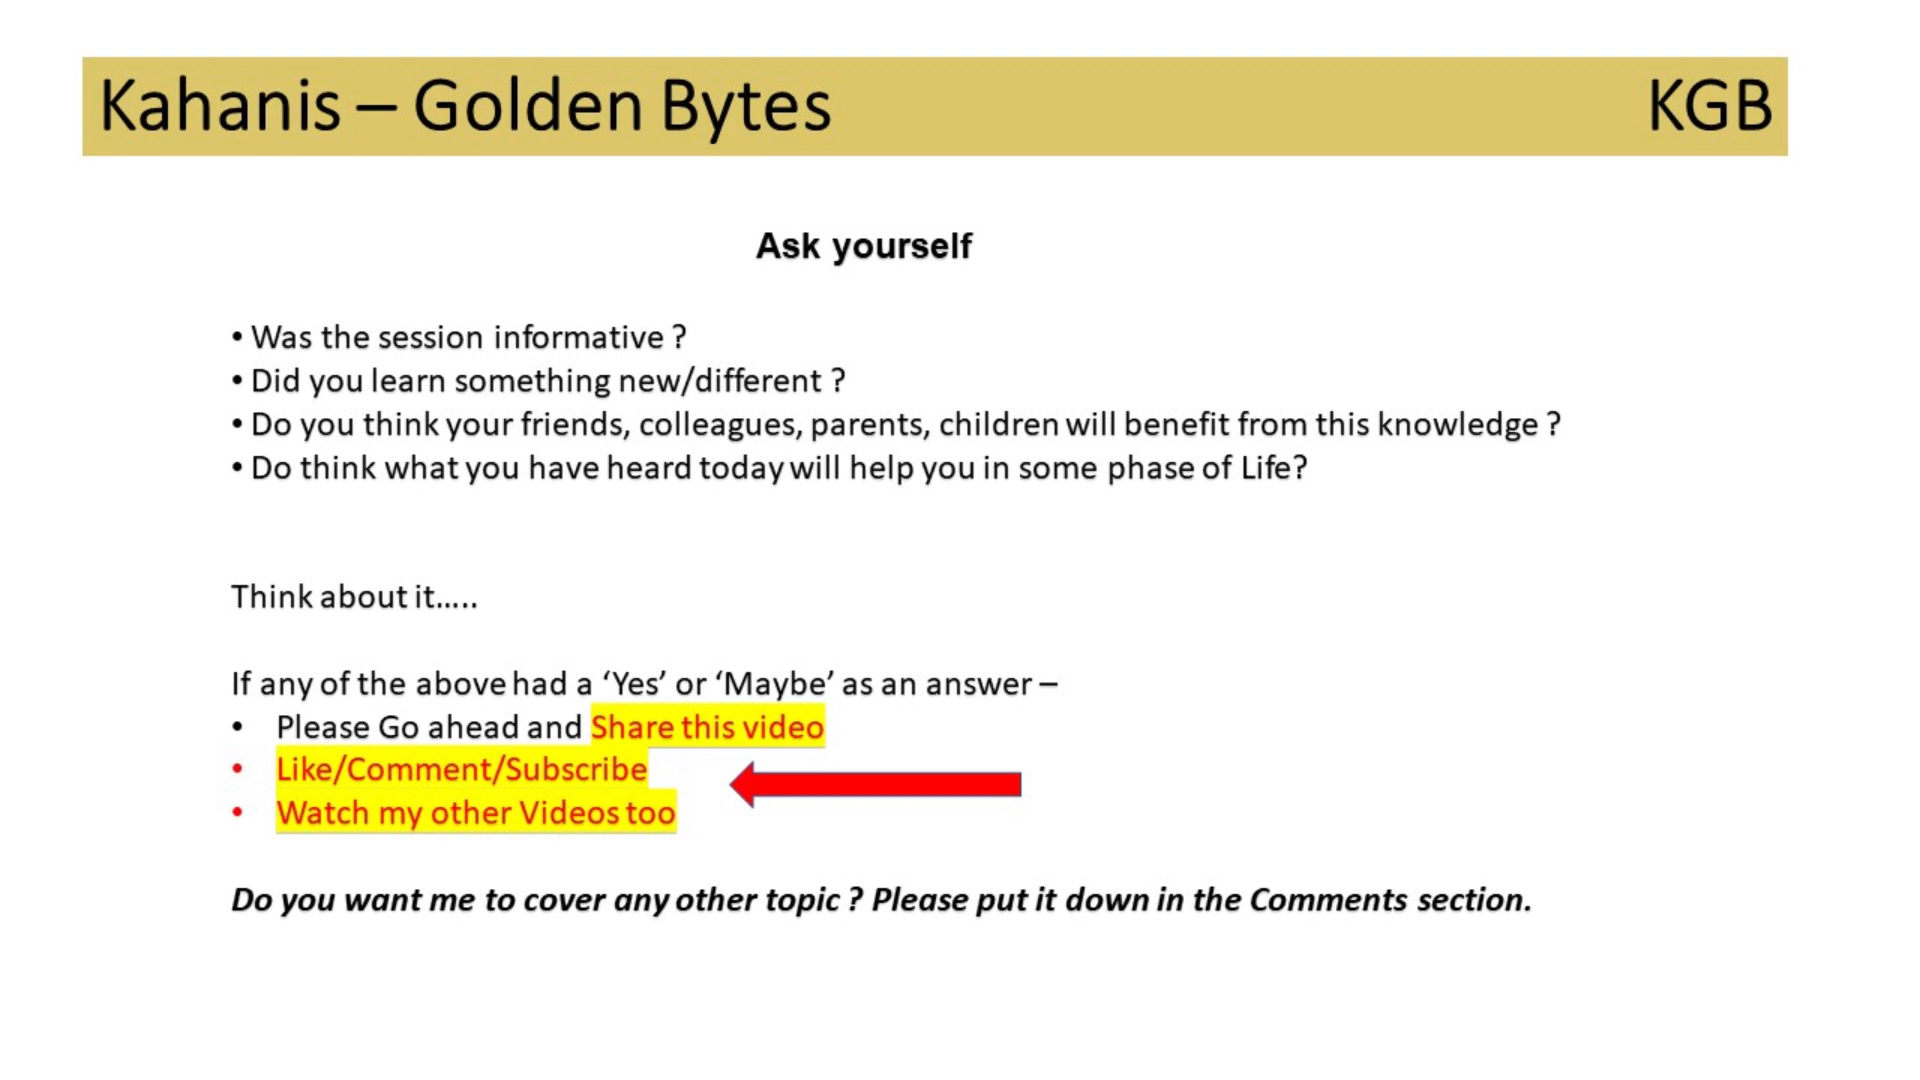 Kahanis – Golden Bytes KGB
Ask yourself
• Was the session informative ?
• Did you learn something new/different ?
• Do you think your friends, colleagues, parents, children will benefit from this knowledge ?
• Do think what you have heard today will help you in some phase of Life?
Think about it…..
If any of the above had a ‘Yes’ or ‘Maybe’ as an answer –
• Please Go ahead and Share this video
• Like/Comment/Subscribe
• Watch my other Videos too
Do you want me to cover any other topic ? Please put it down in the Comments section.